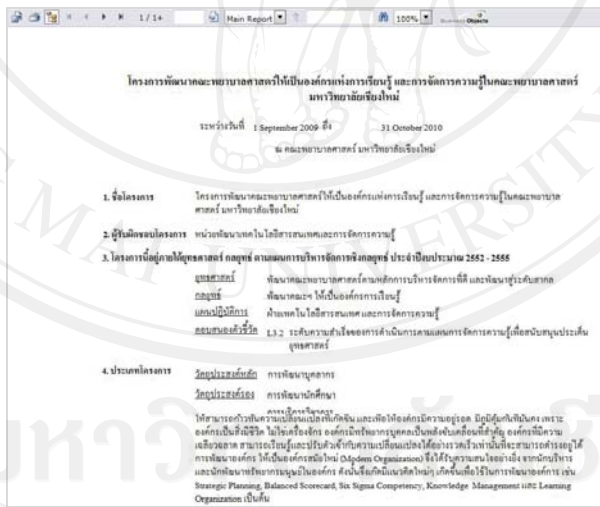 1 / 1+ Main Report 100% Business Objects
โครงการพัฒนาคณะพยาบาลศาสตร์ให้เป็นองค์กรแห่งการเรียนรู้ และการจัดการความรู้ในคณะพยาบาลศาสตร์
มหาวิทยาลัยเชียงใหม่
ระหว่างวันที่ 1 September 2009 ถึง 31 October 2010
ณ คณะพยาบาลศาสตร์ มหาวิทยาลัยเชียงใหม่
1. ชื่อโครงการ โครงการพัฒนาคณะพยาบาลศาสตร์ให้เป็นองค์กรแห่งการเรียนรู้ และการจัดการความรู้ในคณะพยาบาล
ศาสตร์ มหาวิทยาลัยเชียงใหม่
2. ผู้รับผิดชอบโครงการ หน่วยพัฒนาเทคโนโลยีสารสนเทศและการจัดการความรู้
3. โครงการนี้อยู่ภายใต้ยุทธศาสตร์ กลยุทธ์ ตามแผนการบริหารจัดการเชิงกลยุทธ์ ประจำปีงบประมาณ 2552 - 2555
ยุทธศาสตร์ พัฒนาคณะพยาบาลศาสตร์ตามหลักการบริหารจัดการที่ดี และพัฒนาสู่ระดับสากล
กลยุทธ์ พัฒนาคณะฯ ให้เป็นองค์กรการเรียนรู้
แผนปฏิบัติการ ฝ่ายเทคโนโลยีสารสนเทศ และการจัดการความรู้
ตอบสนองตัวชี้วัด L3.2 ระดับความสำเร็จของการดำเนินการตามแผนการจัดการความรู้เพื่อสนับสนุนประเด็น
ยุทธศาสตร์
4. ประเภทโครงการ วัตถุประสงค์หลัก การพัฒนาบุคลากร
วัตถุประสงค์รอง การพัฒนานักศึกษา
การบริการวิชาการ
ให้สามารถก้าวทันความเปลี่ยนแปลงที่เกิดขึ้น และเพื่อให้องค์กรมีความอยู่รอด มีภูมิคุ้มกันที่มั่นคง เพราะ
องค์กรเป็นสิ่งมีชีวิต ไม่ใช่เครื่องจักร องค์กรมีทรัพยากรบุคคลเป็นพลังขับเคลื่อนที่สำคัญ องค์กรที่มีความ
เฉลียวฉลาด สามารถเรียนรู้และปรับตัวเข้ากับความเปลี่ยนแปลงได้อย่างรวดเร็วเท่านั้นที่จะสามารถดำรงอยู่ได้
การพัฒนาองค์กร ให้เป็นองค์กรสมัยใหม่ (Modern Organization) จึงได้รับความสนใจอย่างยิ่ง จากนักบริหาร
และนักพัฒนาทรัพยากรมนุษย์ในองค์กร ดังนั้นจึงเกิดมีแนวคิดใหม่ๆ เกิดขึ้นเพื่อใช้ในการพัฒนาองค์การ เช่น
Strategic Planning, Balanced Scorecard, Six Sigma Competency, Knowledge Management และ Learning
Organization เป็นต้น